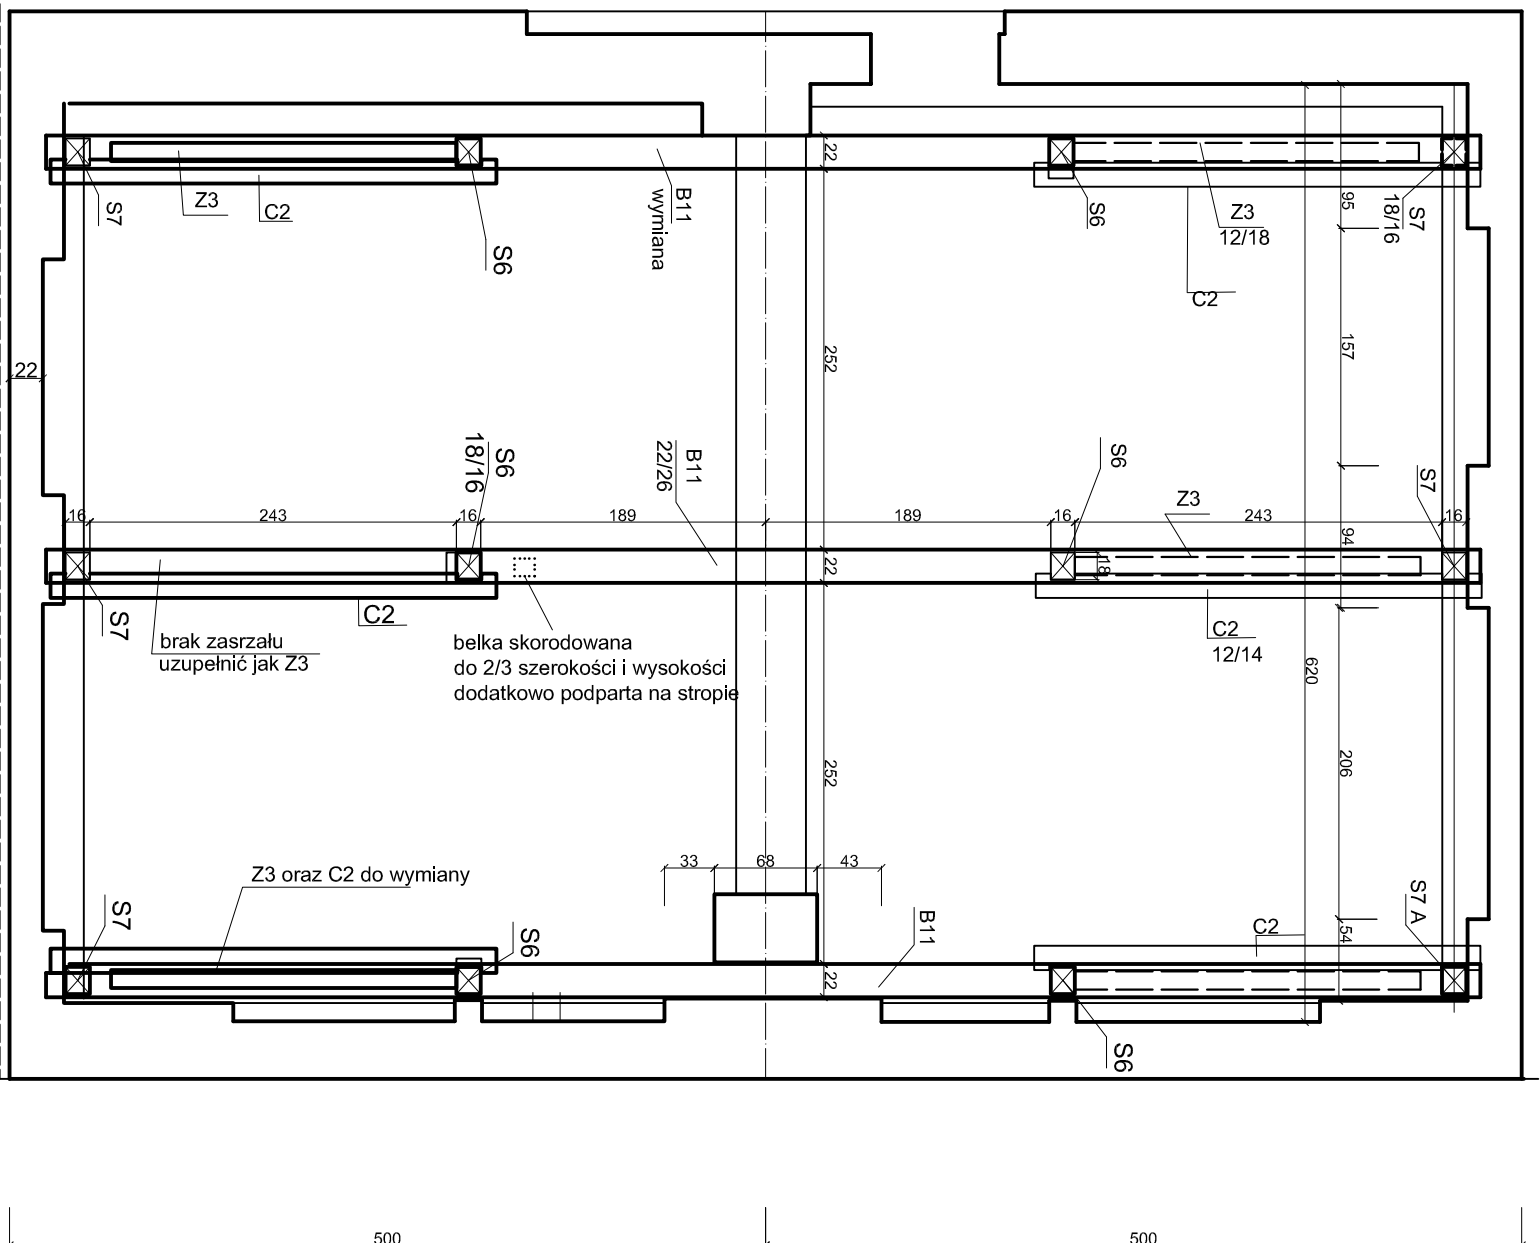 22
95
157
94
206
54
620
Z3
C2
S7
S6
B11
wymiana
S6
Z3
12/18
S7
18/16
C2
22
252
S6
18/16
B11
22/26
S6
Z3
S7
16
243
16
189
189
16
243
16
22
18
S7
C2
brak zasrzału
uzupełnić jak Z3
belka skorodowana
do 2/3 szerokości i wysokości
dodatkowo podparta na stropie
C2
12/14
252
33
68
43
Z3 oraz C2 do wymiany
S7
S6
B11
C2
S7 A
22
S6
500
500